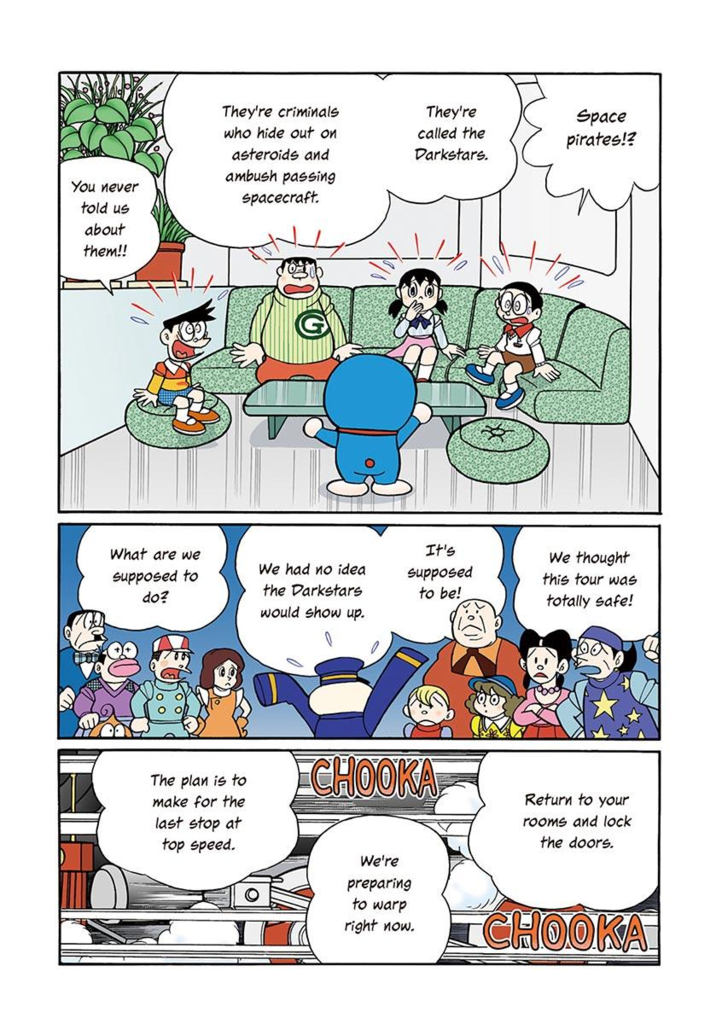 Space
pirates!?
They're
called the
Darkstars.
They're criminals
who hide out on
asteroids and
ambush passing
spacecraft.
You never
told us
about
them!!
G
We thought
this tour was
totally safe!
It's
supposed
to be!
We had no idea
the Darkstars
would show up.
What are we
supposed to
do?
CHOOKA
Return to your
rooms and lock
the doors.
We're
preparing
to warp
right now.
The plan is to
make for the
last stop at
top speed.
CHOOKA